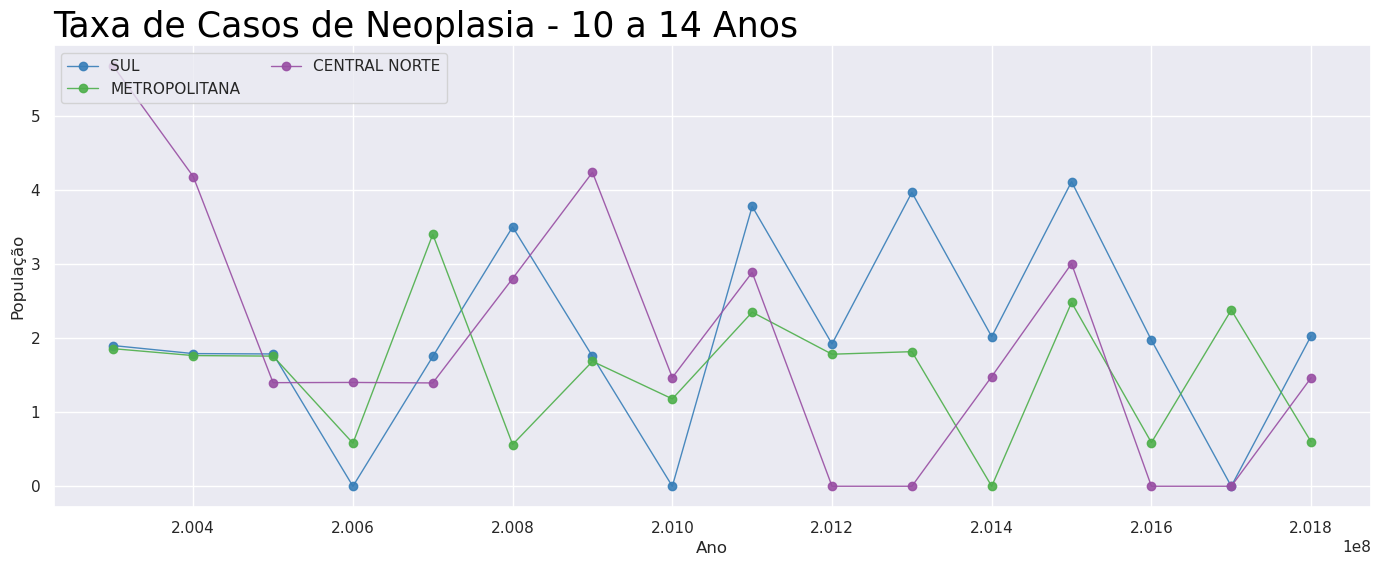 Taxa de Casos de Neoplasia - 10 a 14 Anos
SUL
METROPOLITANA
CENTRAL NORTE
População
5
4
3
2
1
0
2.004 2.006 2.008 2.010 2.012 2.014 2.016 2.018
Ano
1e8